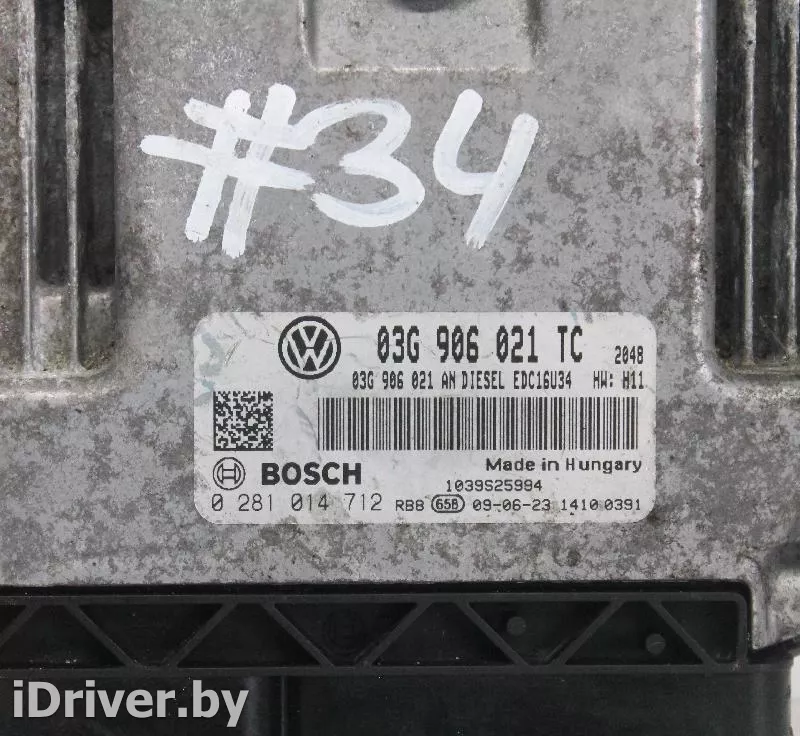 #34
03G 906 021 TC 2048
03G 906 021 AN DIESEL EDC16U34 HW: H11
BOSCH
Made in Hungary
1039S25994
0 281 014 712 RBB 658 09-06-23 1410 0391
iDriver.by